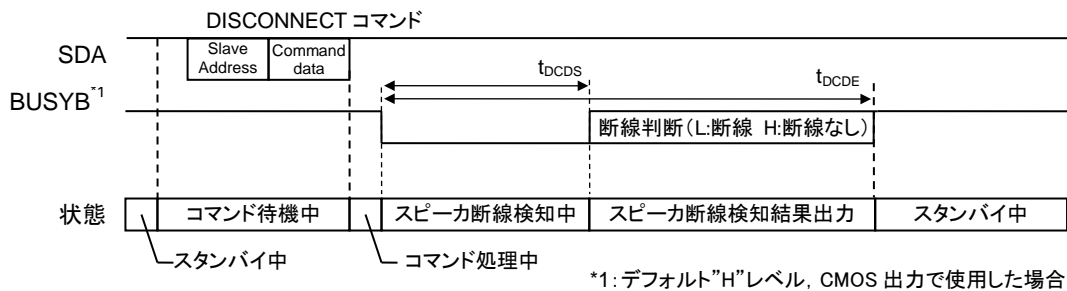 DISCONNECT コマンド
SDA
Slave Address
Command data
tDCDS
tDCDE
BUSYB*1
断線判断(L:断線 H:断線なし)
状態
コマンド待機中
スピーカ断線検知中
スピーカ断線検知結果出力
スタンバイ中
スタンバイ中
コマンド処理中
*1:デフォルト"H"レベル, CMOS 出力で使用した場合